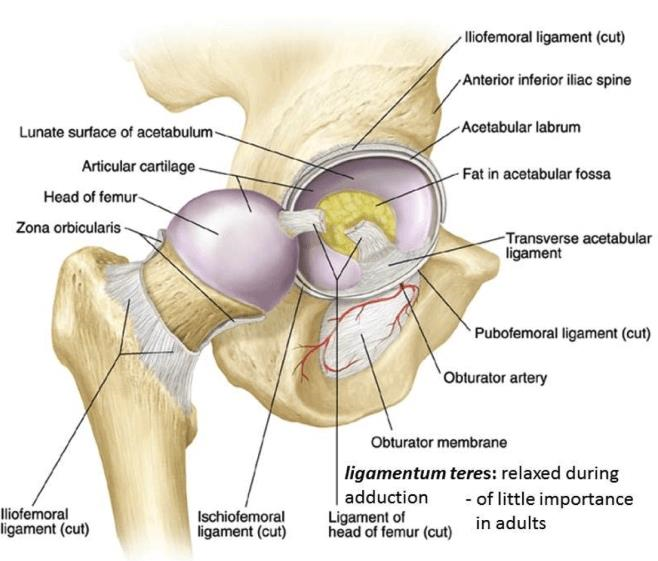 Iliofemoral ligament (cut)
Anterior inferior iliac spine
Acetabular labrum
Lunate surface of acetabulum
Articular cartilage
Fat in acetabular fossa
Head of femur
Zona orbicularis
Transverse acetabular
ligament
Pubofemoral ligament (cut)
Obturator artery
Obturator membrane
ligamentum teres: relaxed during
adduction - of little importance
in adults
Iliofemoral
ligament (cut)
Ischiofemoral
ligament (cut)
Ligament of
head of femur (cut)